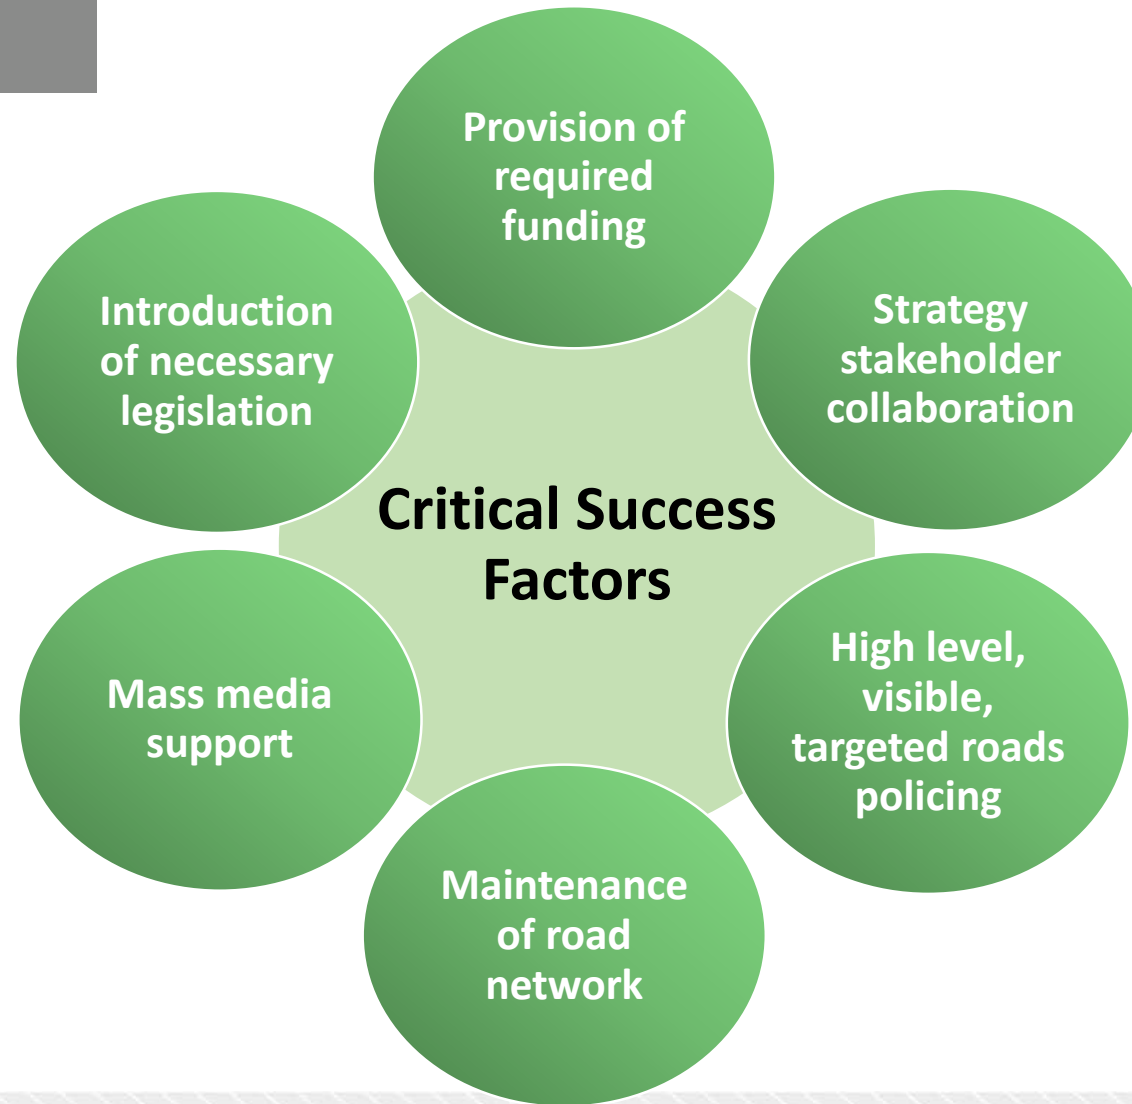 Provision of
required
funding
Strategy
stakeholder
collaboration
High level,
visible,
targeted roads
policing
Maintenance
of road
network
Mass media
support
Introduction
of necessary
legislation
Critical Success
Factors